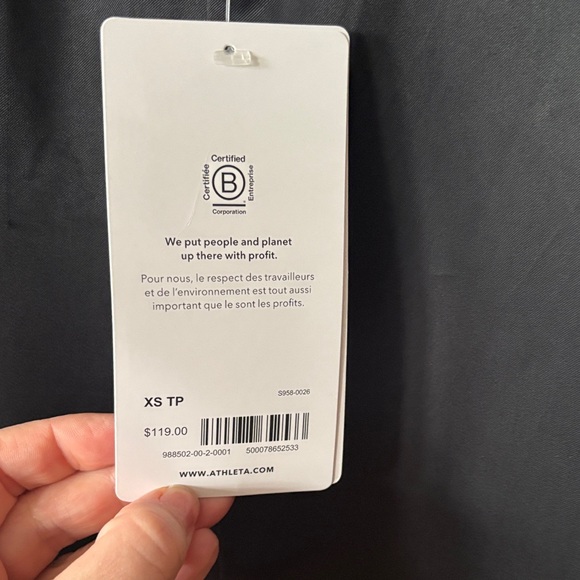 Certified
Certifiée
B
Entreprise
Corporation
We put people and planet
up there with profit.
Pour nous, le respect des travailleurs
et de l'environnement est tout aussi
important que le sont les profits.
S958-0026
XS TP
$119.00
988502-00-2-0001 500078652533
WWW.ATHLETA.COM